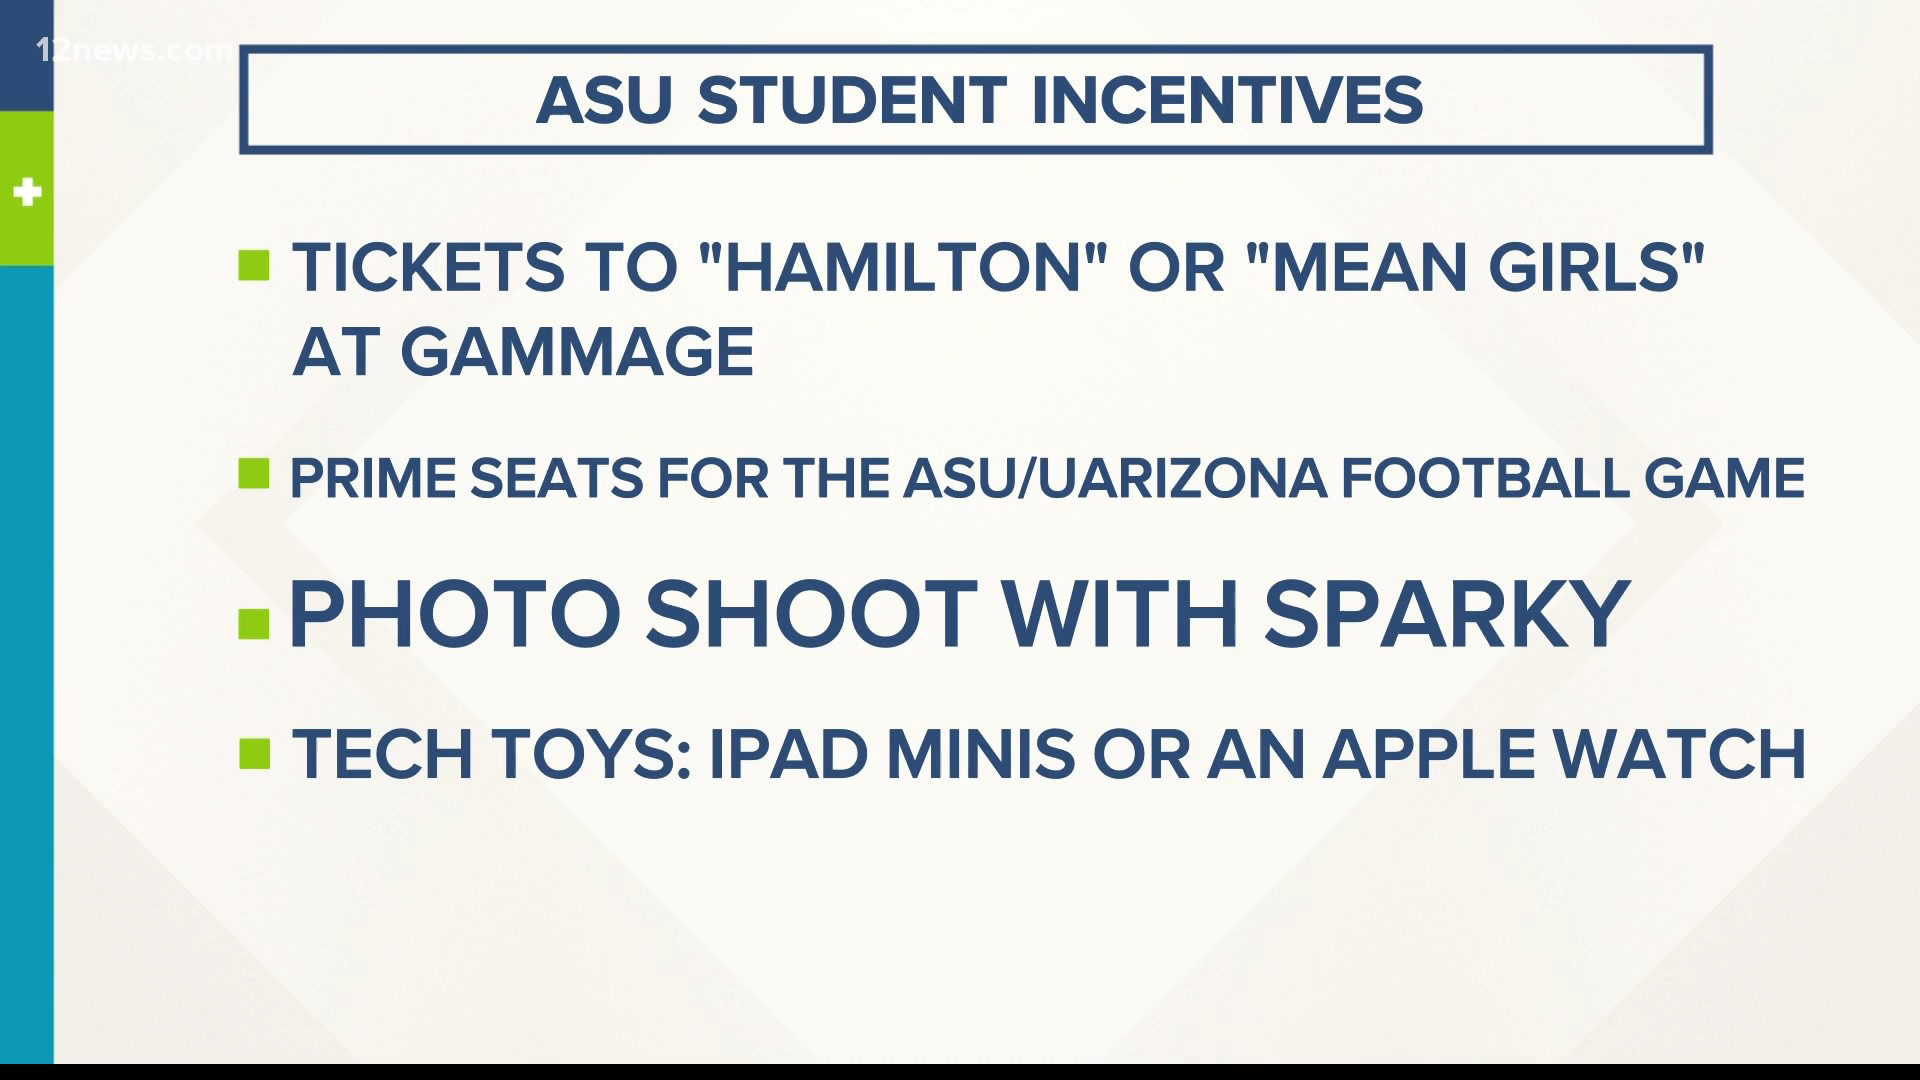 12news.com
ASU STUDENT INCENTIVES
TICKETS TO "HAMILTON" OR "MEAN GIRLS"
AT GAMMAGE
PRIME SEATS FOR THE ASU/UARIZONA FOOTBALL GAME
PHOTO SHOOT WITH SPARKY
TECH TOYS: IPAD MINIS OR AN APPLE WATCH